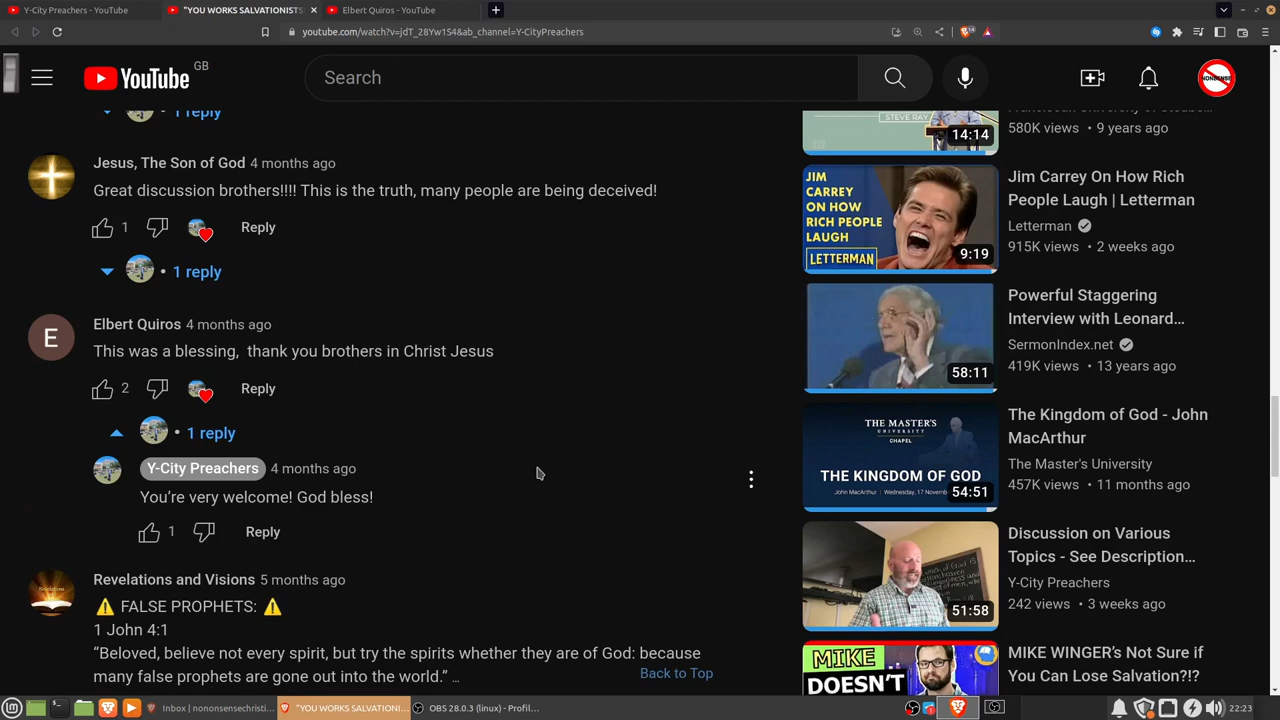 Y-City Preachers - YouTube
"YOU WORKS SALVATIONISTS
Elbert Quiros - YouTube
youtube.com/watch?v=jdT_28Yw1S4&ab_channel=Y-CityPreachers
YouTube GB
Search
NONSENSE
1 reply
STEVE RAY
14:14
580K views • 9 years ago
Jesus, The Son of God 4 months ago
Great discussion brothers!!!! This is the truth, many people are being deceived!
1 Reply
• 1 reply
JIM
CARREY
ON HOW
RICH PEOPLE
LAUGH
LETTERMAN
9:19
Jim Carrey On How Rich
People Laugh | Letterman
Letterman
915K views • 2 weeks ago
E
Elbert Quiros 4 months ago
This was a blessing, thank you brothers in Christ Jesus
2 Reply
• 1 reply
58:11
Powerful Staggering
Interview with Leonard...
SermonIndex.net
419K views • 13 years ago
Y-City Preachers 4 months ago
You're very welcome! God bless!
1 Reply
THE MASTER'S
UNIVERSITY
CHAPEL
THE KINGDOM OF GOD
54:51
The Kingdom of God - John
MacArthur
The Master's University
457K views • 11 months ago
Revelations and Visions 5 months ago
⚠️ FALSE PROPHETS: ⚠️
1 John 4:1
“Beloved, believe not every spirit, but try the spirits whether they are of God: because
many false prophets are gone out into the world.” ...
Back to Top
51:58
Discussion on Various
Topics - See Description...
Y-City Preachers
242 views • 3 weeks ago
MIKE
DOESN'T
MIKE WINGER's Not Sure if
You Can Lose Salvation?!?
Inbox | nononsensechristi...
"YOU WORKS SALVATIONI...
OBS 28.0.3 (linux) - Profil...
22:23